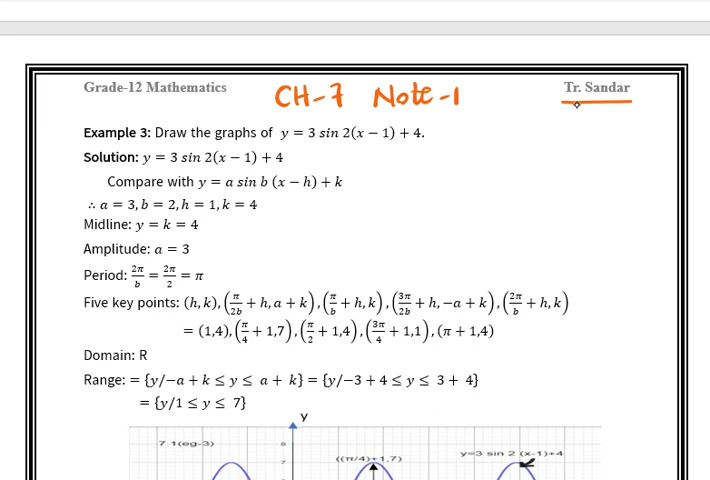 Grade-12 Mathematics CH-7 Note-1 Tr. Sandar
Example 3: Draw the graphs of y = 3 sin 2(x − 1) + 4.
Solution: y = 3 sin 2(x − 1) + 4
Compare with y = a sin b (x − h) + k
∴ a = 3, b = 2, h = 1, k = 4
Midline: y = k = 4
Amplitude: a = 3
Period: 2π/b = 2π/2 = π
Five key points: (h, k), (π/2b + h, a + k), (π/b + h, k), (3π/2b + h, −a + k), (2π/b + h, k)
= (1,4), (π/4 + 1,7), (π/2 + 1,4), (3π/4 + 1,1), (π + 1,4)
Domain: R
Range: = {y/−a + k ≤ y ≤ a + k} = {y/−3 + 4 ≤ y ≤ 3 + 4}
= {y/1 ≤ y ≤ 7}
y
7.1(eg-3) 8
((π/4)+1,7) y=3 sin 2 (x-1)+4
7